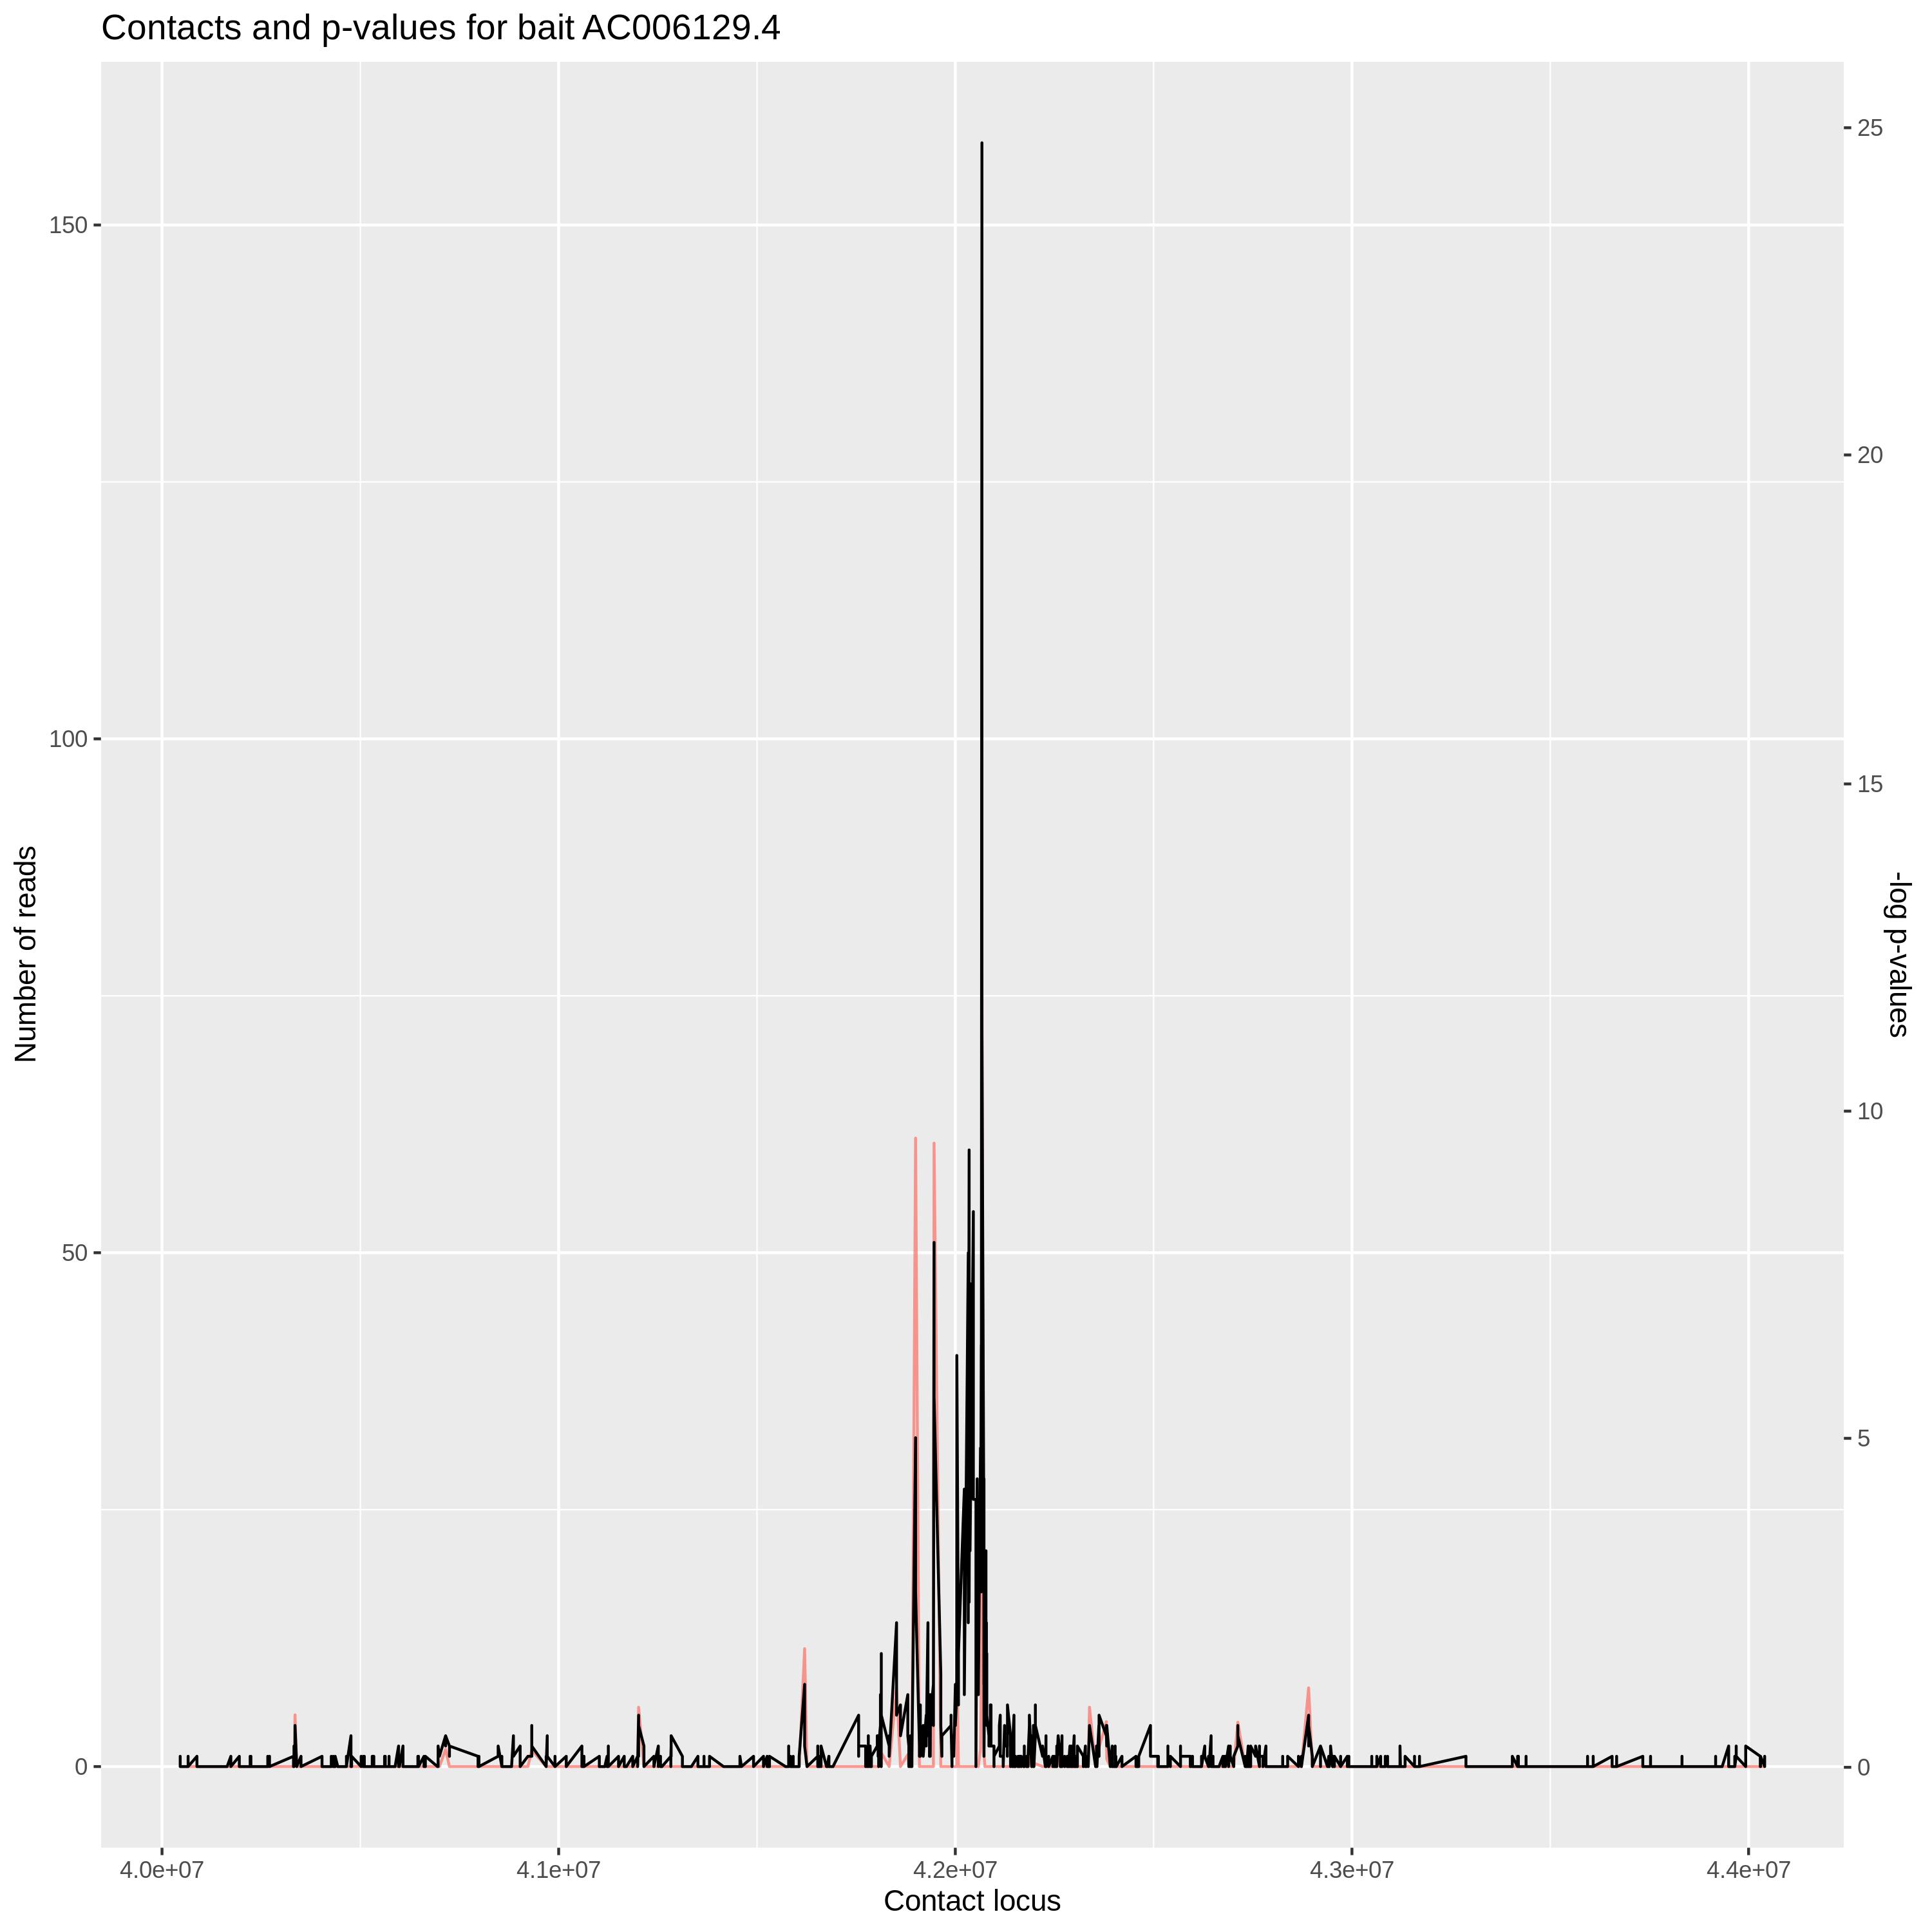 Contacts and p-values for bait AC006129.4
150
100
50
0
Number of reads
25
20
15
10
5
0
-log p-values
4.0e+07
4.1e+07
4.2e+07
4.3e+07
4.4e+07
Contact locus